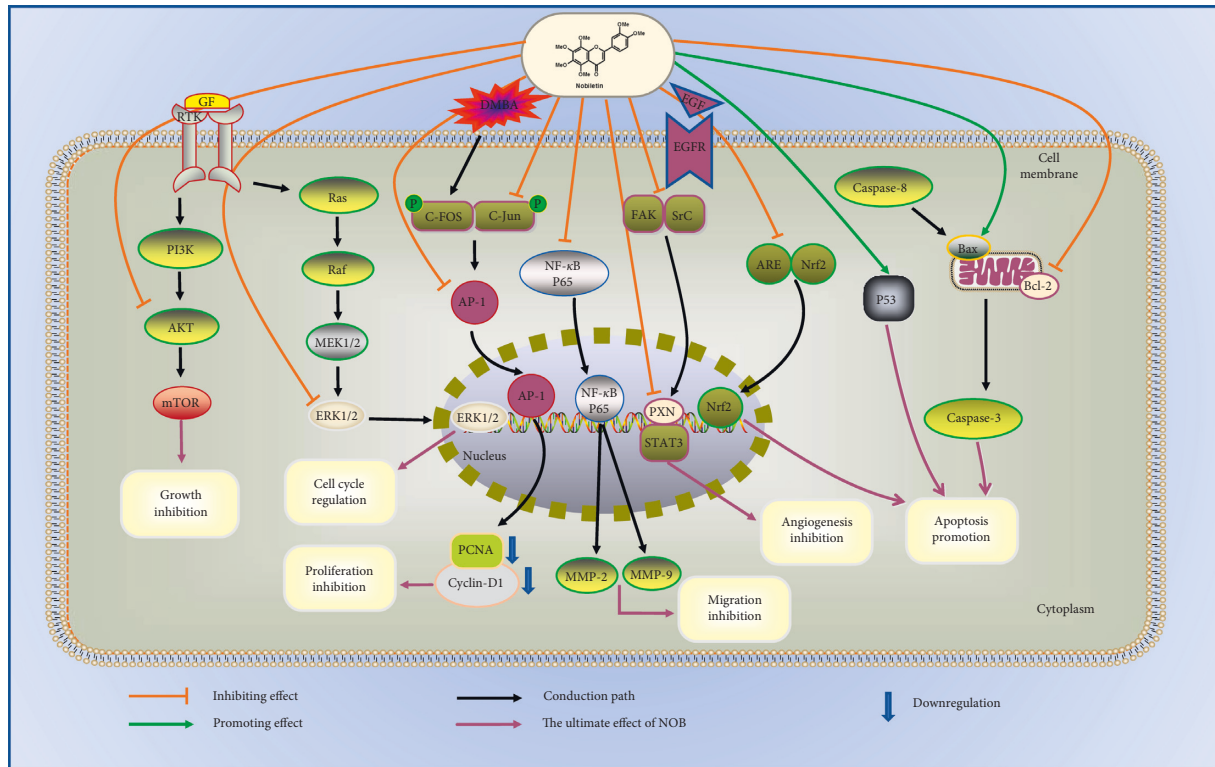 OMe
OMe
OMe
MeO
MeO
OMe
O
O
Nobiletin
GF
RTK
DMBA
EGF
EGFR
Cell
membrane
Ras
P
C-FOS
C-Jun
P
FAK
SrC
Caspase-8
PI3K
Raf
NF-κB
P65
ARE
Nrf2
Bax
Bcl-2
AP-1
P53
AKT
MEK1/2
mTOR
ERK1/2
ERK1/2
AP-1
NF-κB
P65
PXN
STAT3
Nrf2
Caspase-3
Nucleus
Growth
inhibition
Cell cycle
regulation
Angiogenesis
inhibition
Apoptosis
promotion
PCNA
Cyclin-D1
Proliferation
inhibition
MMP-2
MMP-9
Migration
inhibition
Cytoplasm
Inhibiting effect
Conduction path
Downregulation
Promoting effect
The ultimate effect of NOB